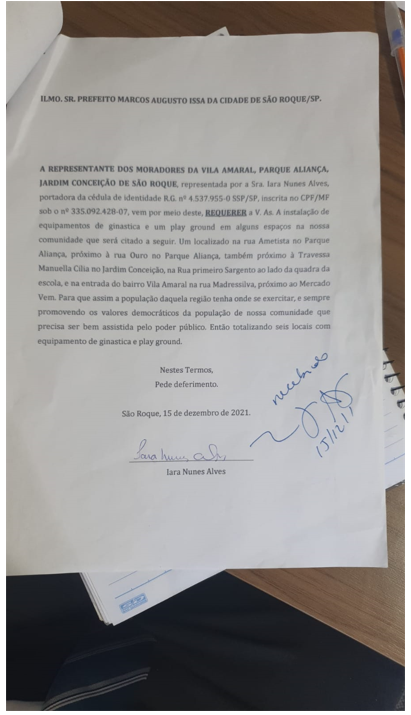 ILMO. SR. PREFEITO MARCOS AUGUSTO ISSA DA CIDADE DE SÃO ROQUE/SP.
A REPRESENTANTE DOS MORADORES DA VILA AMARAL, PARQUE ALIANÇA,
JARDIM CONCEIÇÃO DE SÃO ROQUE, representada por a Sra. Iara Nunes Alves,
portadora da cédula de identidade R.G. nº 4.537.955-0 SSP/SP, inscrita no CPF/MF
sob o nº 335.092.428-07, vem por meio deste, REQUERER a V. As. A instalação de
equipamentos de ginastica e um play ground em alguns espaços na nossa
comunidade que será citado a seguir. Um localizado na rua Ametista no Parque
Aliança, próximo à rua Ouro no Parque Aliança, também próximo à Travessa
Manuella Cilia no Jardim Conceição, na Rua primeiro Sargento ao lado da quadra da
escola, e na entrada do bairro Vila Amaral na rua Madressilva, próximo ao Mercado
Vem. Para que assim a população daquela região tenha onde se exercitar, e sempre
promovendo os valores democráticos da população de nossa comunidade que
precisa ser bem assistida pelo poder público. Então totalizando seis locais com
equipamento de ginastica e play ground.
Nestes Termos,
Pede deferimento.
São Roque, 15 de dezembro de 2021.
Iara Nunes Alves
recebido
15/12/